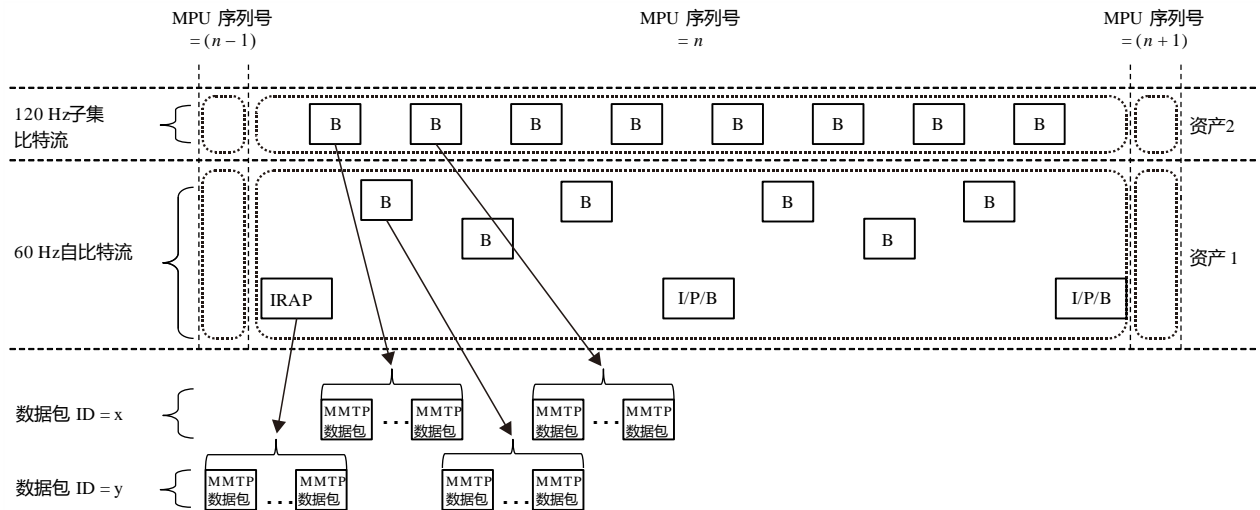 MPU 序列号
= (n – 1)
MPU 序列号
= n
MPU 序列号
= (n + 1)
120 Hz子集
比特流
B B B B B B B B
资产2
B B B B
B B
60 Hz自比特流
资产 1
IRAP I/P/B I/P/B
数据包 ID = x
MMTP
数据包
...
MMTP
数据包
MMTP
数据包
...
MMTP
数据包
数据包 ID = y
MMTP
数据包
...
MMTP
数据包
MMTP
数据包
...
MMTP
数据包